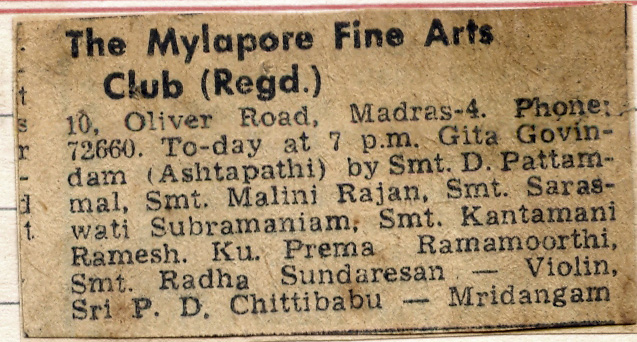 The Mylapore Fine Arts
Club (Regd.)
10, Oliver Road, Madras-4. Phone:
72660. To-day at 7 p.m. Gita Govin-
dam (Ashtapathi) by Smt. D. Pattam-
mal, Smt. Malini Rajan, Smt. Saras-
wati Subramaniam, Smt. Kantamani
Ramesh. Ku. Prema Ramamoorthi,
Smt. Radha Sundaresan — Violin,
Sri P. D. Chittibabu — Mridangam